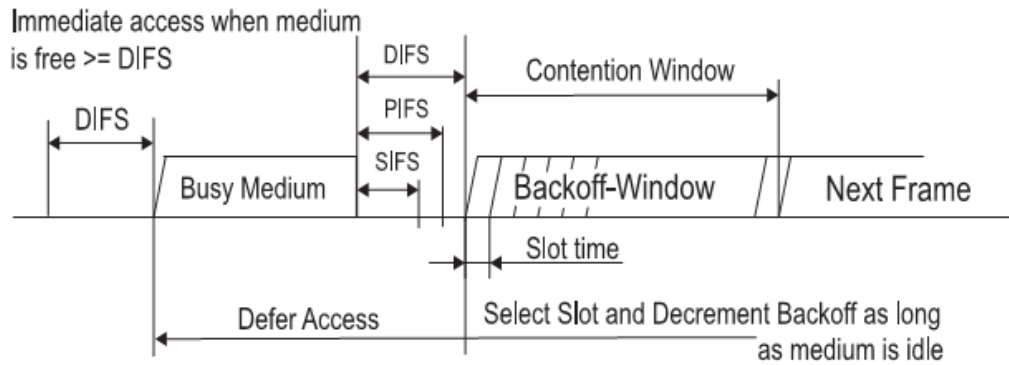 Immediate access when medium
is free >= DIFS
DIFS
DIFS
PIFS
SIFS
Contention Window
Busy Medium
Backoff-Window
Next Frame
Slot time
Defer Access
Select Slot and Decrement Backoff as long
as medium is idle